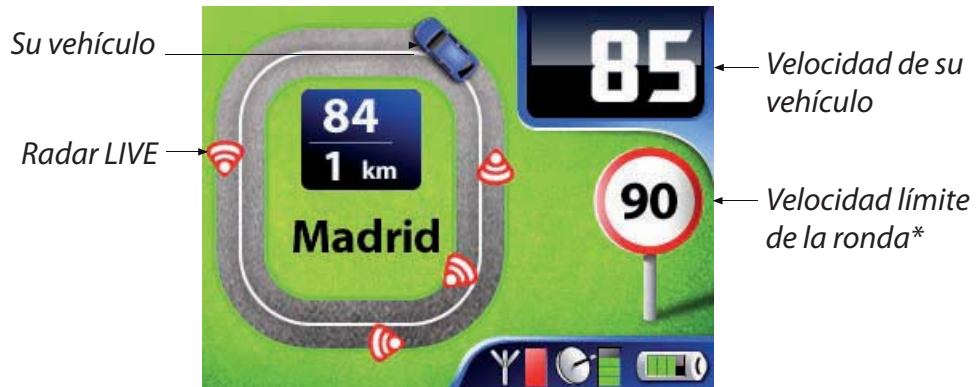 Su vehículo
Radar LIVE
84
1 km
Madrid
85
90
Velocidad de su
vehículo
Velocidad límite
de la ronda*